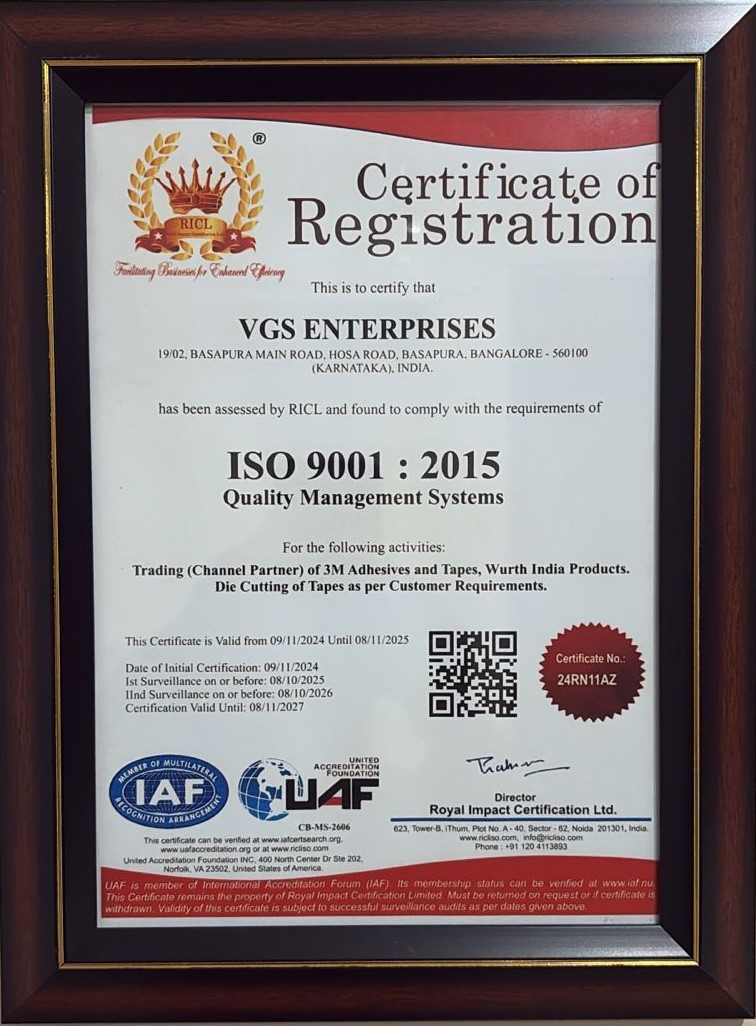 ®
RICL
Facilitating Businesses for Enhanced Efficiency
Certificate of
Registration
This is to certify that
VGS ENTERPRISES
19/02, BASAPURA MAIN ROAD, HOSA ROAD, BASAPURA, BANGALORE - 560100
(KARNATAKA), INDIA.
has been assessed by RICL and found to comply with the requirements of
ISO 9001 : 2015
Quality Management Systems
For the following activities:
Trading (Channel Partner) of 3M Adhesives and Tapes, Wurth India Products.
Die Cutting of Tapes as per Customer Requirements.
This Certificate is Valid from 09/11/2024 Until 08/11/2025
Date of Initial Certification: 09/11/2024
Ist Surveillance on or before: 08/10/2025
IInd Surveillance on or before: 08/10/2026
Certification Valid Until: 08/11/2027
Certificate No.:
24RN11AZ
MEMBER OF MULTILATERAL
IAF
RECOGNITION ARRANGEMENT
UNITED
ACCREDITATION
FOUNDATION
UAF
CB-MS-2606
This certificate can be verified at www.iafcertsearch.org,
www.uafaccreditation.org or at www.ricliso.com
United Accreditation Foundation INC, 400 North Center Dr Ste 202,
Norfolk, VA 23502, United States of America.
Director
Royal Impact Certification Ltd.
623, Tower-B, iThum, Plot No. A - 40, Sector - 62, Noida 201301, India.
www.ricliso.com, info@ricliso.com
Phone : +91 120 4113893
UAF is member of International Accreditation Forum (IAF). Its membership status can be verified at www.iaf.nu
This Certificate remains the property of Royal Impact Certification Limited. Must be returned on request or if certificate is
withdrawn. Validity of this certificate is subject to successful surveillance audits as per dates given above.